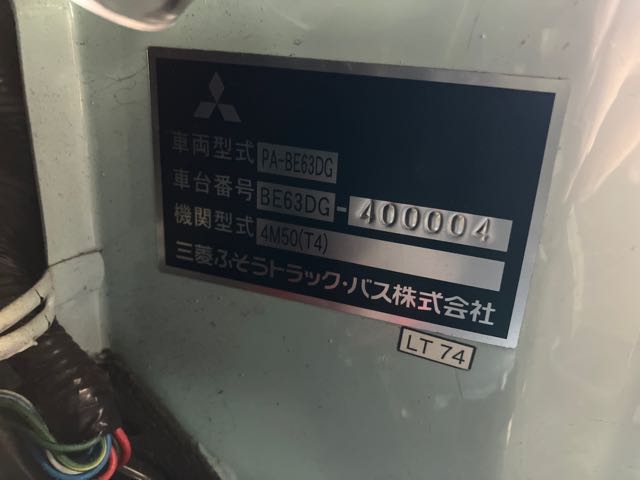 車両型式 PA-BE63DG
車台番号 BE63DG-400004
機関型式 4M50(T4)
三菱ふそうトラック・バス株式会社
LT 74